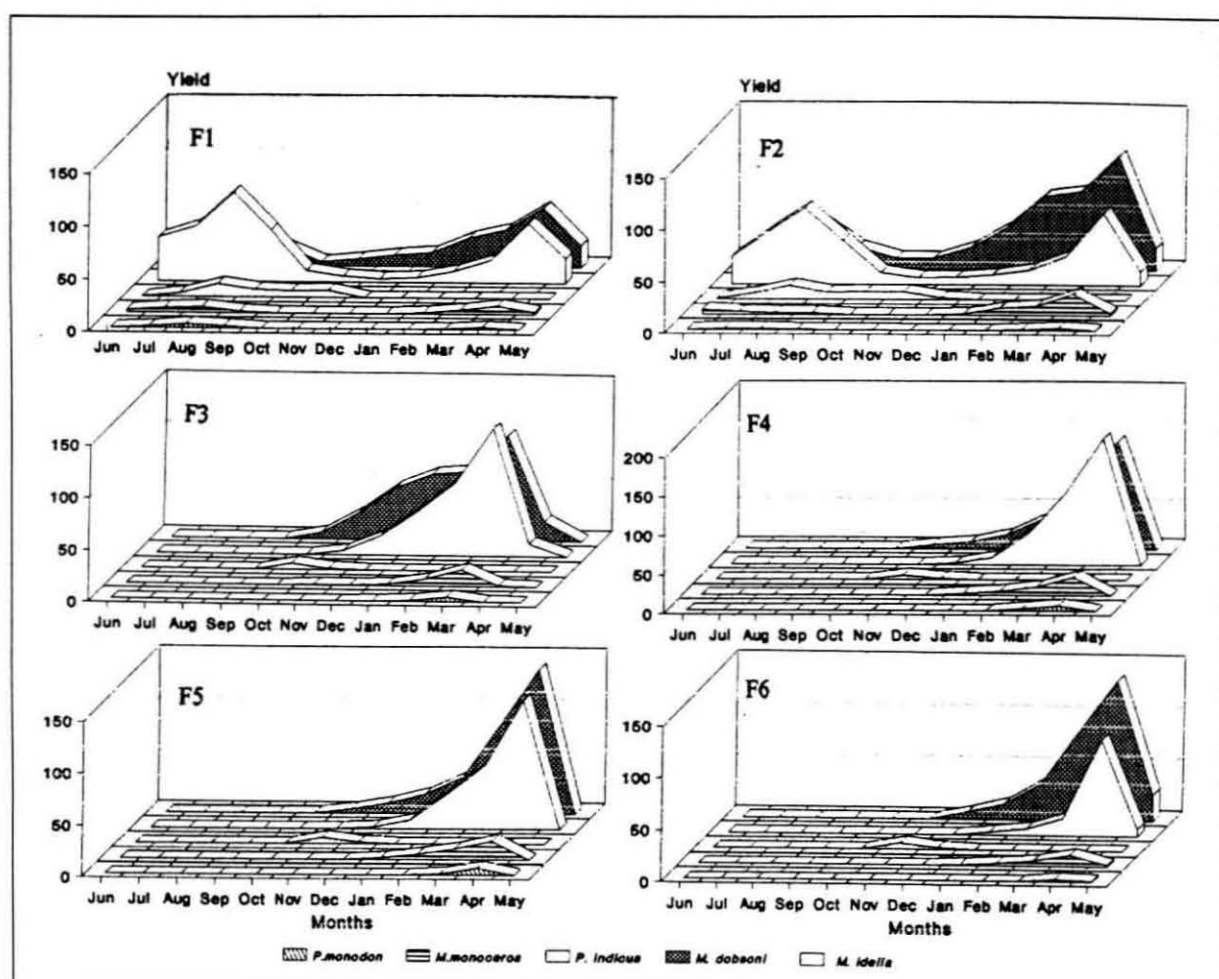 Yield
F1
150
100
50
0
Jun Jul Aug Sep Oct Nov Dec Jan Feb Mar Apr May
Yield
F2
150
100
50
0
Jun Jul Aug Sep Oct Nov Dec Jan Feb Mar Apr May
F3
150
100
50
0
Jun Jul Aug Sep Oct Nov Dec Jan Feb Mar Apr May
F4
200
150
100
50
0
Jun Jul Aug Sep Oct Nov Dec Jan Feb Mar Apr May
F5
150
100
50
0
Jun Jul Aug Sep Oct Nov Dec Jan Feb Mar Apr May
Months
F6
150
100
50
0
Jun Jul Aug Sep Oct Nov Dec Jan Feb Mar Apr May
Months
P.monodon M.monoceros P. indicus M. dobsoni M. idella